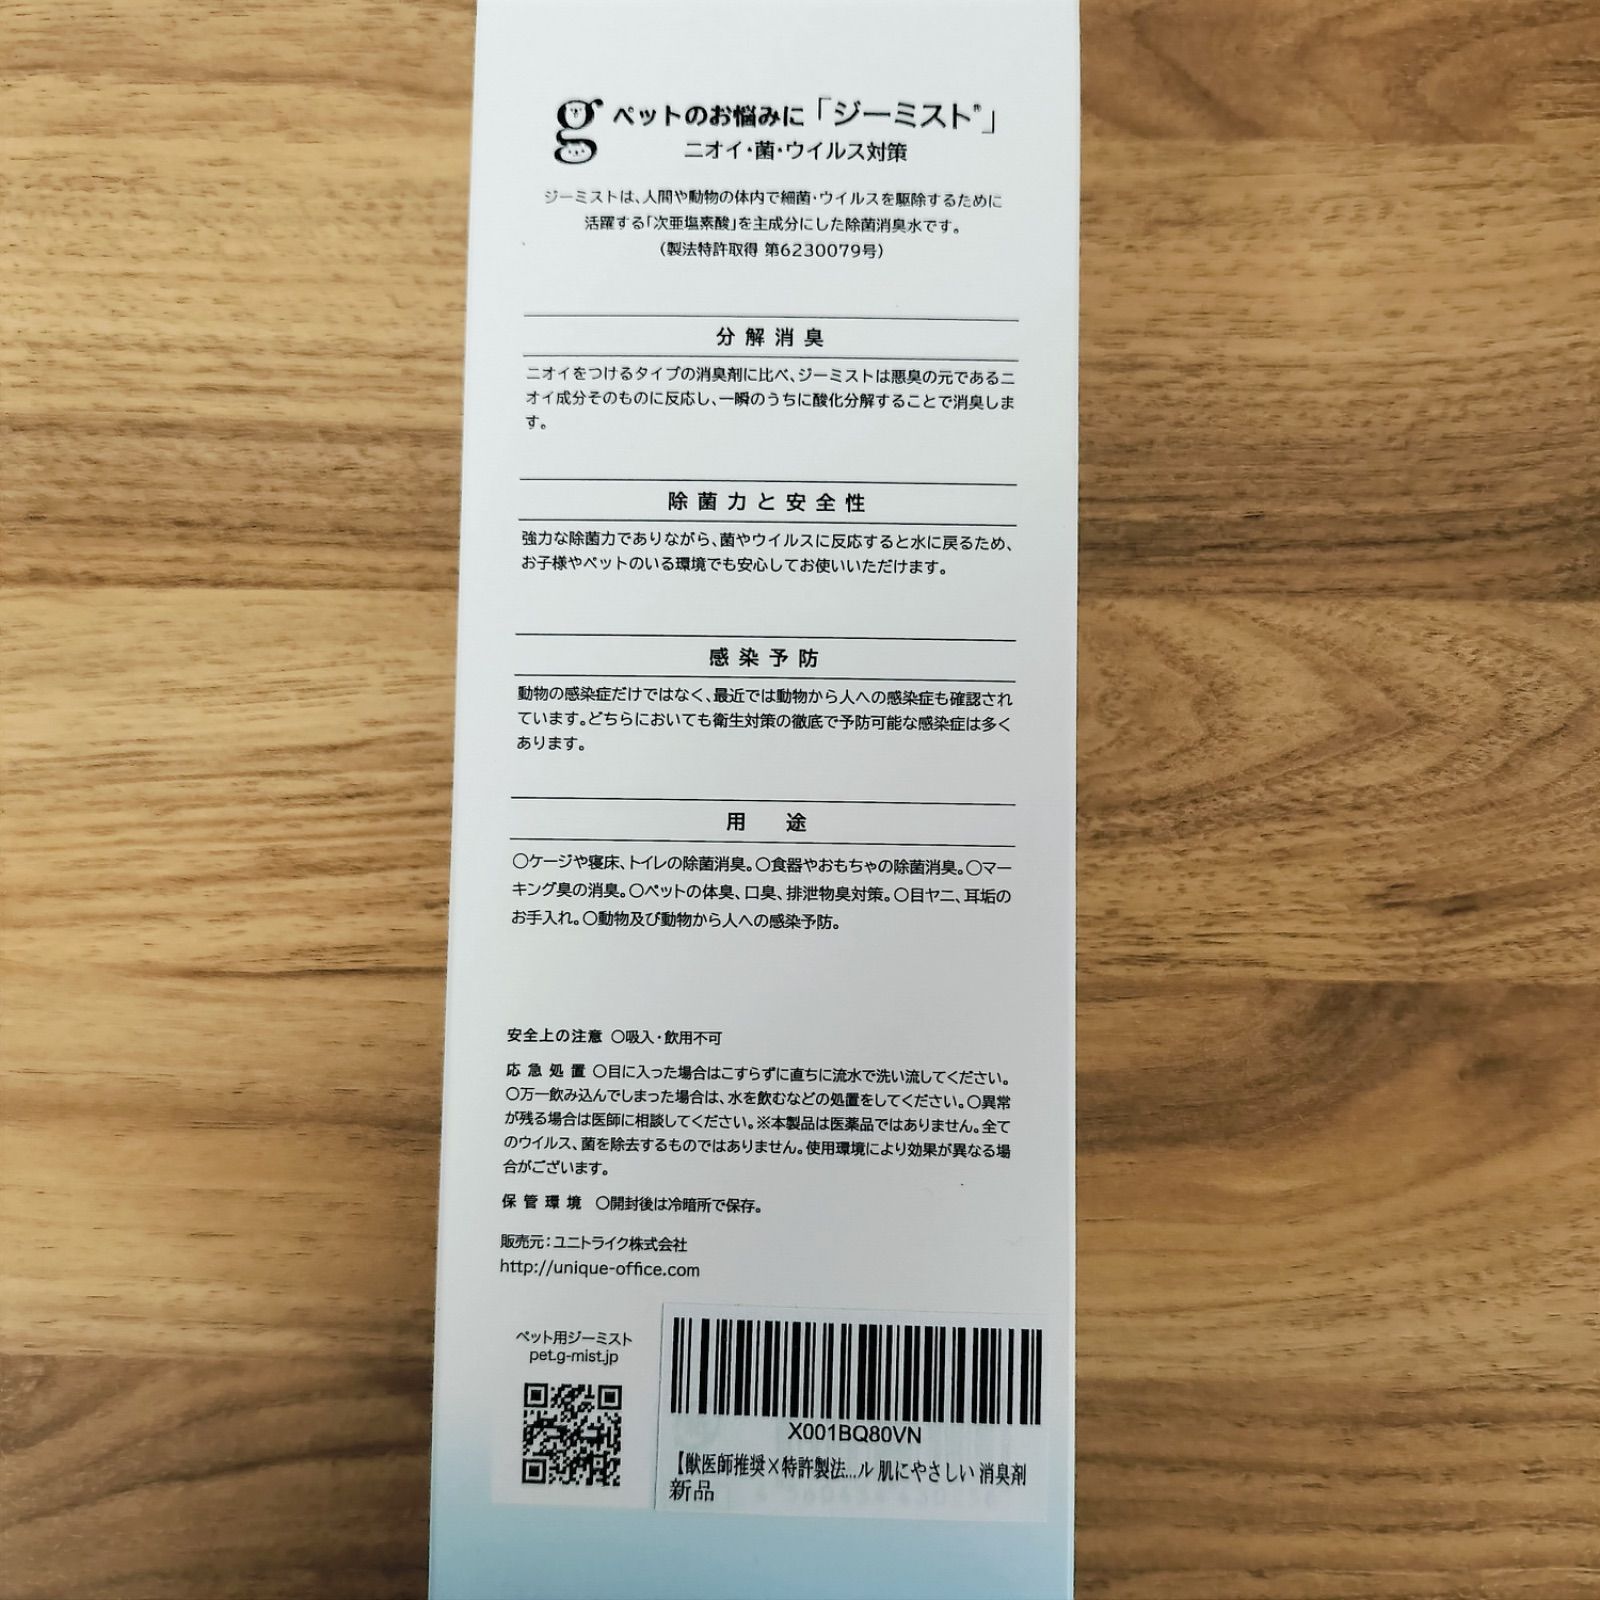 g ペットのお悩みに「ジーミスト®」
ニオイ・菌・ウイルス対策
ジーミストは、人間や動物の体内で細菌・ウイルスを駆除するために
活躍する「次亜塩素酸」を主成分にした除菌消臭水です。
(製法特許取得 第6230079号)
分解消臭
ニオイをつけるタイプの消臭剤に比べ、ジーミストは悪臭の元であるニ
オイ成分そのものに反応し、一瞬のうちに酸化分解することで消臭しま
す。
除菌力と安全性
強力な除菌力でありながら、菌やウイルスに反応すると水に戻るため、
お子様やペットのいる環境でも安心してお使いいただけます。
感染予防
動物の感染症だけではなく、最近では動物から人への感染症も確認され
ています。どちらにおいても衛生対策の徹底で予防可能な感染症は多く
あります。
用 途
○ケージや寝床、トイレの除菌消臭。○食器やおもちゃの除菌消臭。○マー
キング臭の消臭。○ペットの体臭、口臭、排泄物臭対策。○目ヤニ、耳垢の
お手入れ。○動物及び動物から人への感染予防。
安全上の注意 ○吸入・飲用不可
応急処置 ○目に入った場合はこすらずに直ちに流水で洗い流してください。
○万一飲み込んでしまった場合は、水を飲むなどの処置をしてください。○異常
が残る場合は医師に相談してください。※本製品は医薬品ではありません。全て
のウイルス、菌を除去するものではありません。使用環境により効果が異なる場
合がございます。
保管環境 ○開封後は冷暗所で保存。
販売元：ユニトライク株式会社
http://unique-office.com
ペット用ジーミスト
pet.g-mist.jp
X001BQ80VN
【獣医師推奨×特許製法...ル 肌にやさしい 消臭剤
新品